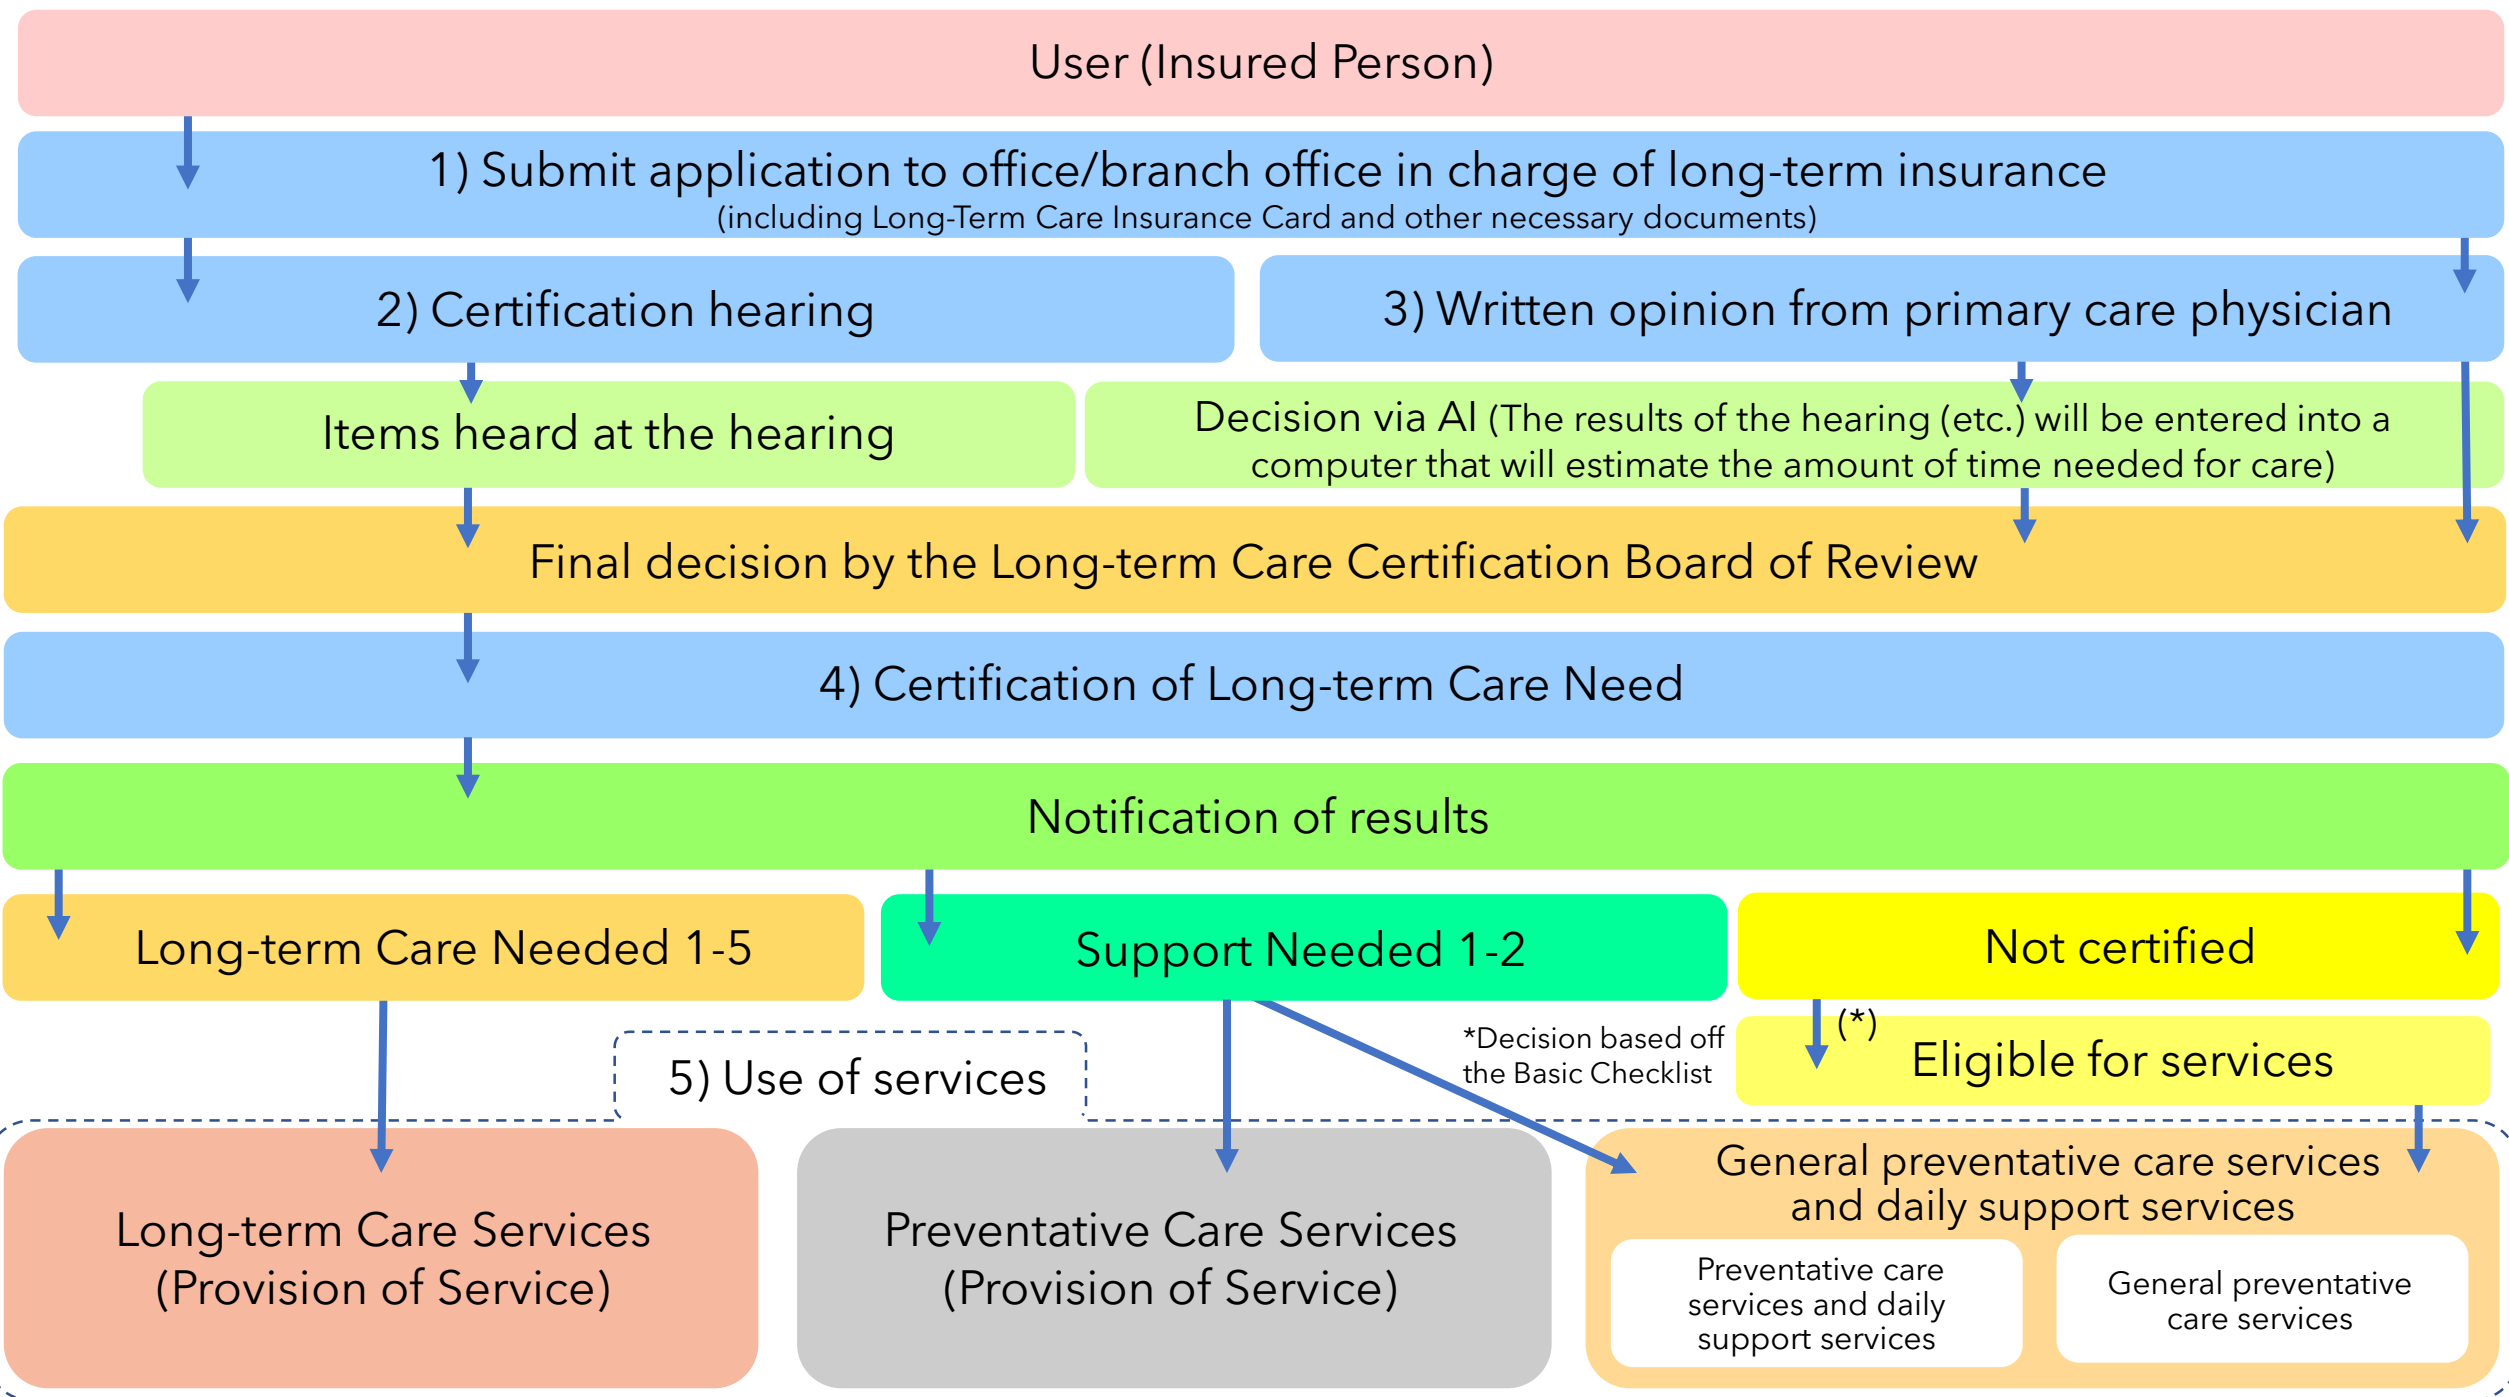 User (Insured Person)
1) Submit application to office/branch office in charge of long-term insurance
(including Long-Term Care Insurance Card and other necessary documents)
2) Certification hearing
3) Written opinion from primary care physician
Items heard at the hearing
Decision via AI (The results of the hearing (etc.) will be entered into a
computer that will estimate the amount of time needed for care)
Final decision by the Long-term Care Certification Board of Review
4) Certification of Long-term Care Need
Notification of results
Long-term Care Needed 1-5
Support Needed 1-2
Not certified
(*)
*Decision based off
the Basic Checklist
Eligible for services
5) Use of services
Long-term Care Services
(Provision of Service)
Preventative Care Services
(Provision of Service)
General preventative care services
and daily support services
Preventative care
services and daily
support services
General preventative
care services